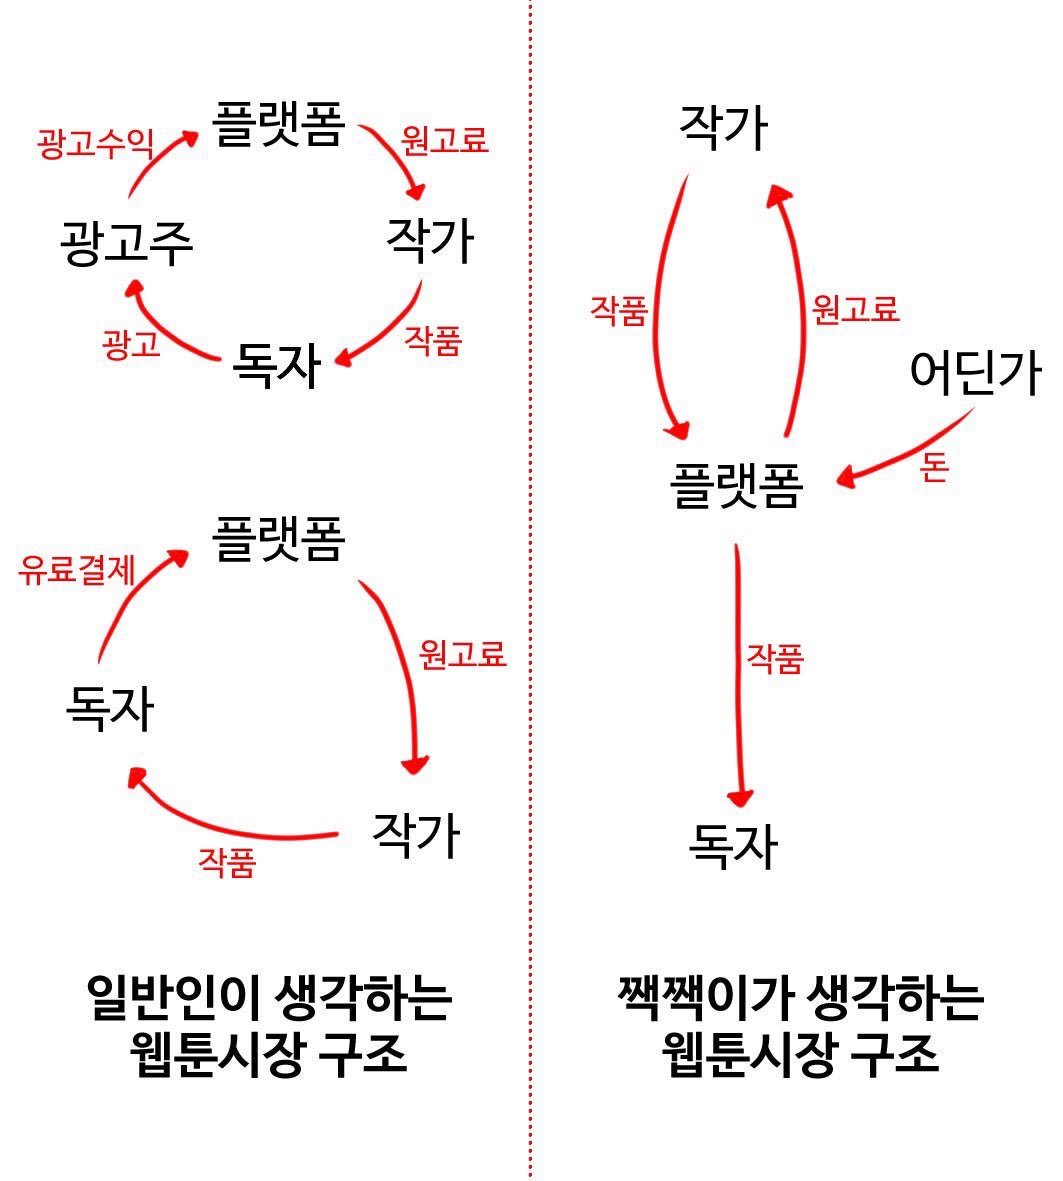 플랫폼
광고수익
원고료
광고주
작가
광고
작품
독자
플랫폼
유료결제
원고료
독자
작가
작품
일반인이 생각하는
웹툰시장 구조
작가
작품
원고료
어딘가
돈
플랫폼
작품
독자
짹짹이가 생각하는
웹툰시장 구조